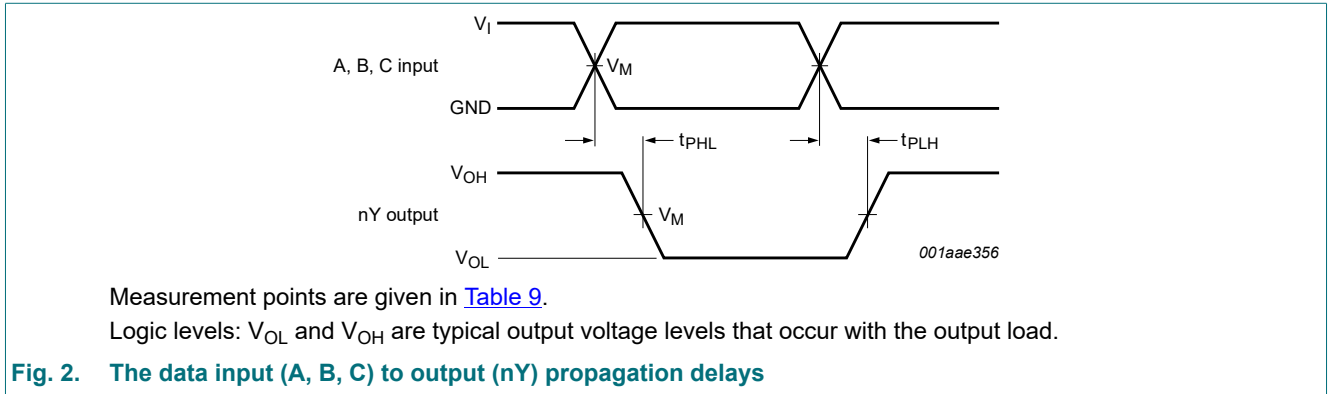 VI
A, B, C input
VM
GND
tPHL
tPLH
VOH
nY output
VM
VOL
001aae356
Measurement points are given in Table 9.
Logic levels: VOL and VOH are typical output voltage levels that occur with the output load.
Fig. 2. The data input (A, B, C) to output (nY) propagation delays